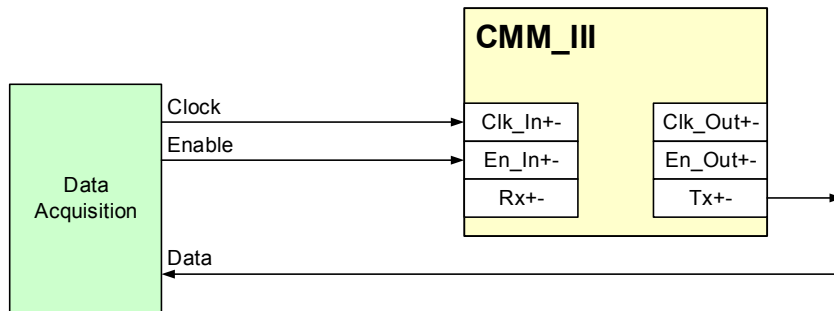 CMM_III
Clock
Clk_In+-
Clk_Out+-
Enable
En_In+-
En_Out+-
Data
Acquisition
Rx+-
Tx+-
Data